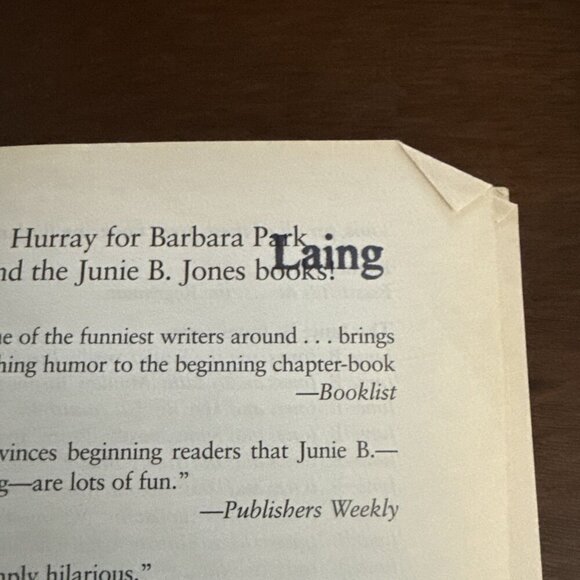 Hurray for Barbara Park
nd the Junie B. Jones books!
Laing
e of the funniest writers around . . . brings
hing humor to the beginning chapter-book
—Booklist
vinces beginning readers that Junie B.—
g—are lots of fun.”
—Publishers Weekly
mply hilarious.”